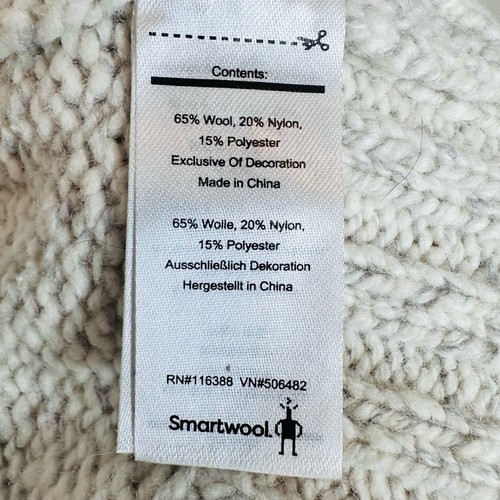 Contents:
65% Wool, 20% Nylon,
15% Polyester
Exclusive Of Decoration
Made in China
65% Wolle, 20% Nylon,
15% Polyester
Ausschließlich Dekoration
Hergestellt in China
RN#116388 VN#506482
Smartwool.